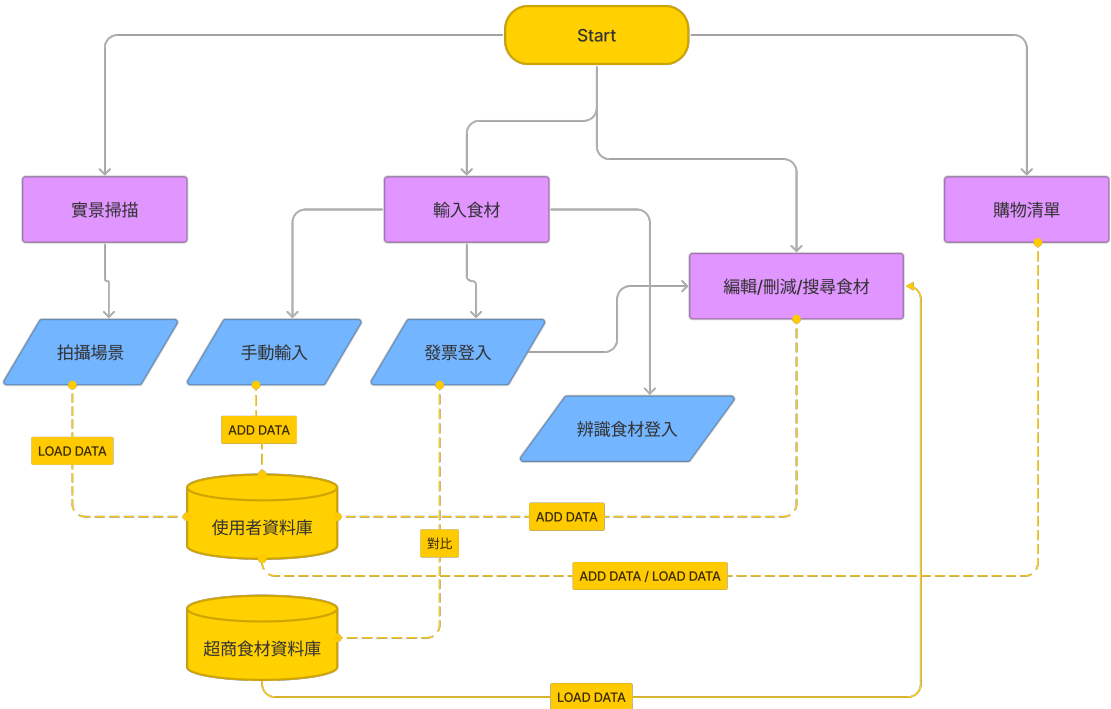 Start
實景掃描
輸入食材
購物清單
編輯/刪減/搜尋食材
拍攝場景
手動輸入
發票登入
辨識食材登入
ADD DATA
LOAD DATA
使用者資料庫
ADD DATA
對比
ADD DATA / LOAD DATA
超商食材資料庫
LOAD DATA